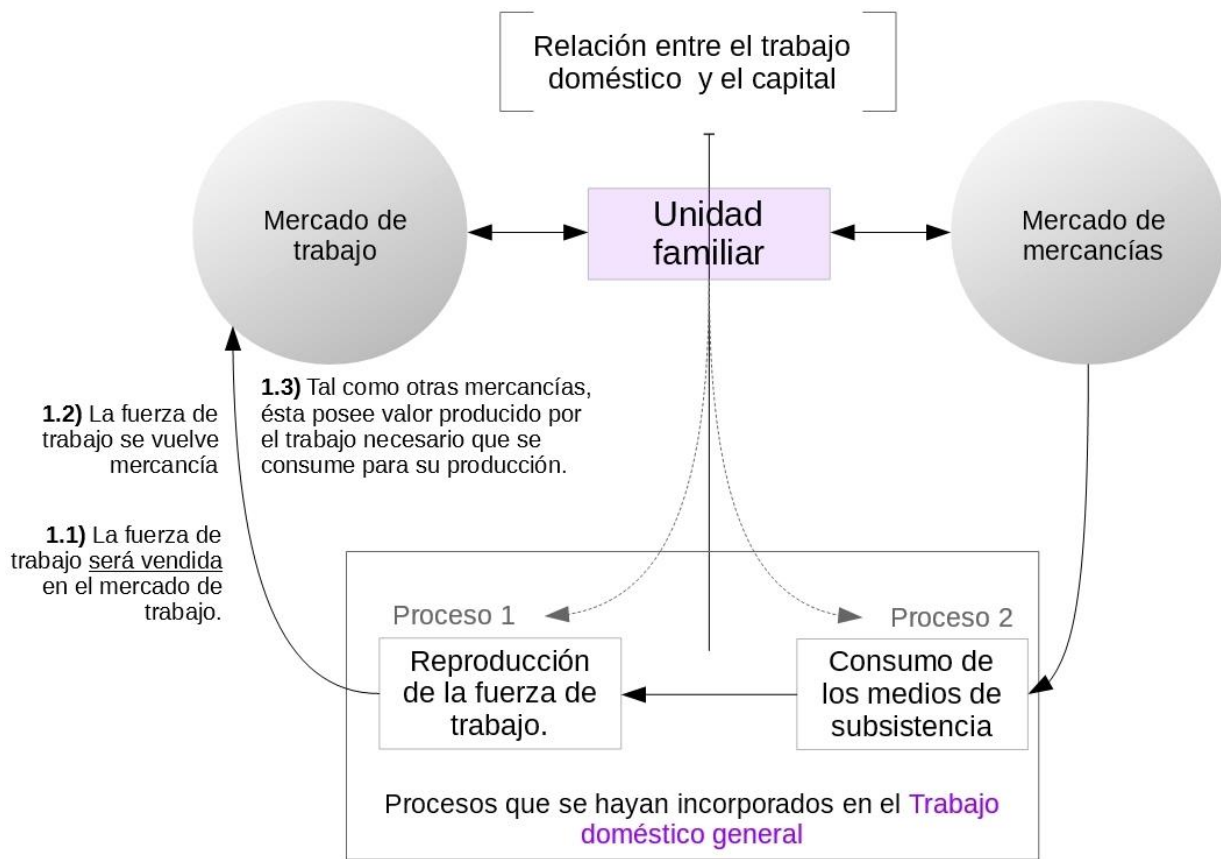 Relación entre el trabajo
doméstico y el capital
Mercado de
trabajo
Unidad
familiar
Mercado de
mercancías
1.3) Tal como otras mercancías,
ésta posee valor producido por
el trabajo necesario que se
consume para su producción.
1.2) La fuerza de
trabajo se vuelve
mercancía
1.1) La fuerza de
trabajo será vendida
en el mercado de
trabajo.
Proceso 1
Reproducción
de la fuerza de
trabajo.
Proceso 2
Consumo de
los medios de
subsistencia
Procesos que se hayan incorporados en el Trabajo
doméstico general